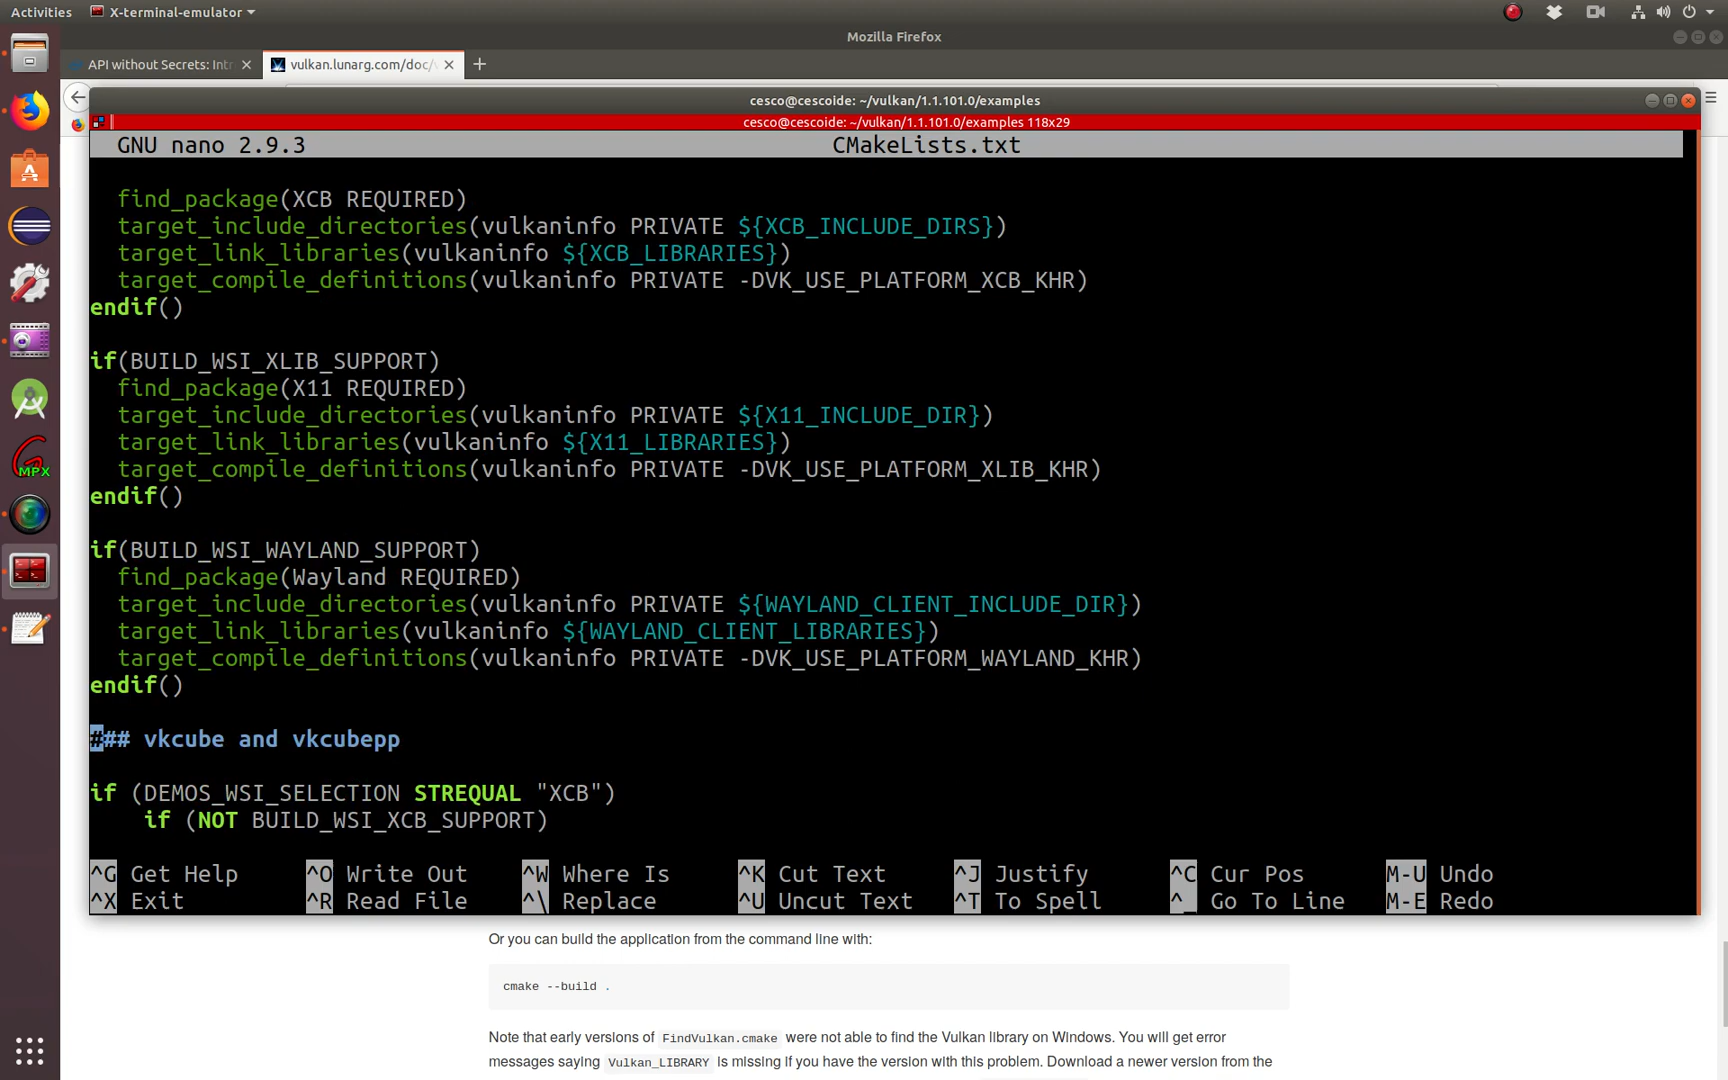 Activities
X-terminal-emulator
Mozilla Firefox
API without Secrets: Intr
vulkan.lunarg.com/doc/
cesco@cescoide: ~/vulkan/1.1.101.0/examples
cesco@cescoide: ~/vulkan/1.1.101.0/examples 118x29
GNU nano 2.9.3 CMakeLists.txt
find_package(XCB REQUIRED)
target_include_directories(vulkaninfo PRIVATE ${XCB_INCLUDE_DIRS})
target_link_libraries(vulkaninfo ${XCB_LIBRARIES})
target_compile_definitions(vulkaninfo PRIVATE -DVK_USE_PLATFORM_XCB_KHR)
endif()
if(BUILD_WSI_XLIB_SUPPORT)
find_package(X11 REQUIRED)
target_include_directories(vulkaninfo PRIVATE ${X11_INCLUDE_DIR})
target_link_libraries(vulkaninfo ${X11_LIBRARIES})
target_compile_definitions(vulkaninfo PRIVATE -DVK_USE_PLATFORM_XLIB_KHR)
endif()
if(BUILD_WSI_WAYLAND_SUPPORT)
find_package(Wayland REQUIRED)
target_include_directories(vulkaninfo PRIVATE ${WAYLAND_CLIENT_INCLUDE_DIR})
target_link_libraries(vulkaninfo ${WAYLAND_CLIENT_LIBRARIES})
target_compile_definitions(vulkaninfo PRIVATE -DVK_USE_PLATFORM_WAYLAND_KHR)
endif()
### vkcube and vkcubepp
if (DEMOS_WSI_SELECTION STREQUAL "XCB")
if (NOT BUILD_WSI_XCB_SUPPORT)
^G Get Help ^O Write Out ^W Where Is ^K Cut Text ^J Justify ^C Cur Pos M-U Undo
^X Exit ^R Read File ^\ Replace ^U Uncut Text ^T To Spell ^_ Go To Line M-E Redo
MPX
Or you can build the application from the command line with:
cmake --build .
Note that early versions of FindVulkan.cmake were not able to find the Vulkan library on Windows. You will get error
messages saying Vulkan_LIBRARY is missing if you have the version with this problem. Download a newer version from the